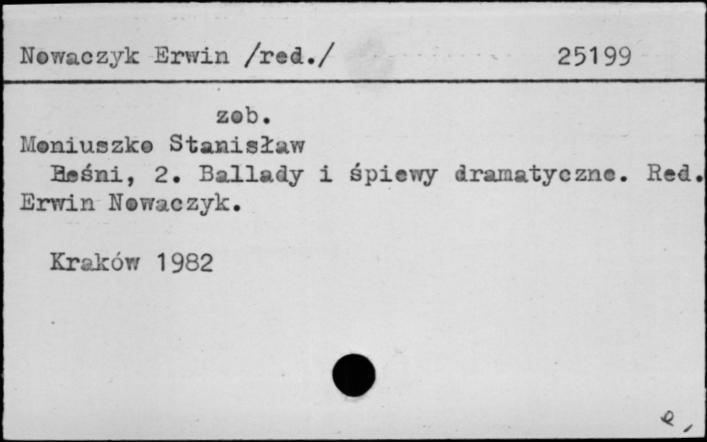 Nowaczyk Erwin /red./ 25199
zob.
Moniuszko Stanisław
Pieśni, 2. Ballady i śpiewy dramatyczne. Red.
Erwin Nowaczyk.
Kraków 1982